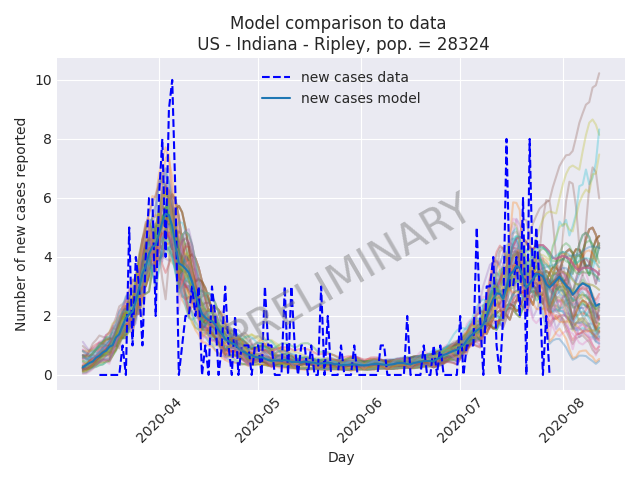 Model comparison to data
US - Indiana - Ripley, pop. = 28324
new cases data
new cases model
PRELIMINARY
Number of new cases reported
10
8
6
4
2
0
2020-04
2020-05
2020-06
2020-07
2020-08
Day